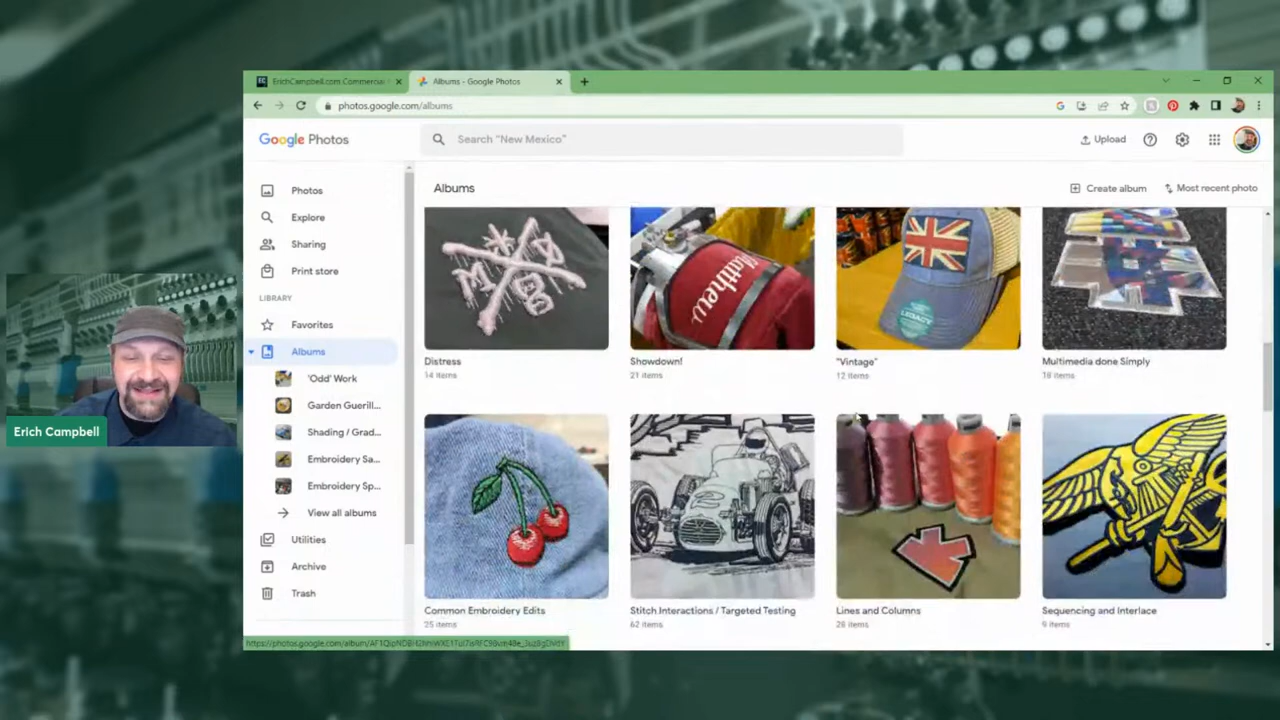 ErichCampbell.com Commercial
Albums - Google Photos
photos.google.com/albums
Google Photos
Search "New Mexico"
Upload
Photos
Explore
Sharing
Print store
LIBRARY
Favorites
Albums
'Odd' Work
Garden Guerill...
Shading / Grad...
Embroidery Sa...
Embroidery Sp...
View all albums
Utilities
Archive
Trash
Albums
Create album
Most recent photo
Distress
14 items
Matthew
Showdown!
21 items
LEGACY
"Vintage"
12 items
Multimedia done Simply
18 items
Common Embroidery Edits
25 items
2
Stitch Interactions / Targeted Testing
62 items
Lines and Columns
28 items
Sequencing and Interlace
9 items
Erich Campbell